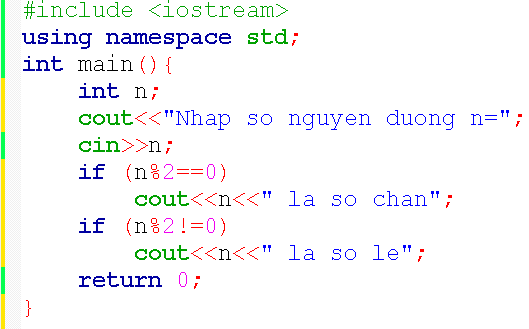 #include <iostream>
using namespace std;
int main(){
    int n;
    cout<<"Nhap so nguyen duong n=";
    cin>>n;
    if (n%2==0)
        cout<<n<<" la so chan";
    if (n%2!=0)
        cout<<n<<" la so le";
    return 0;
}